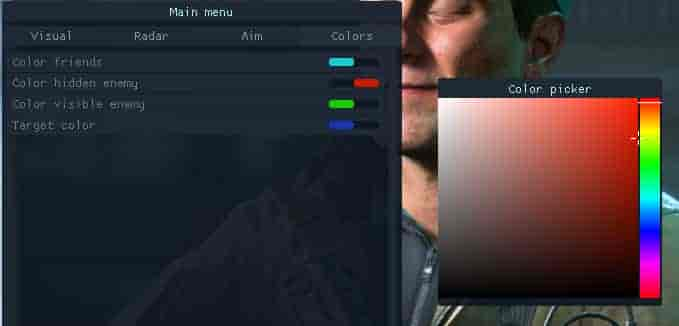 Main menu
Visual Radar Aim Colors
Color friends
Color hidden enemy
Color visible enemy
Target color
Color picker